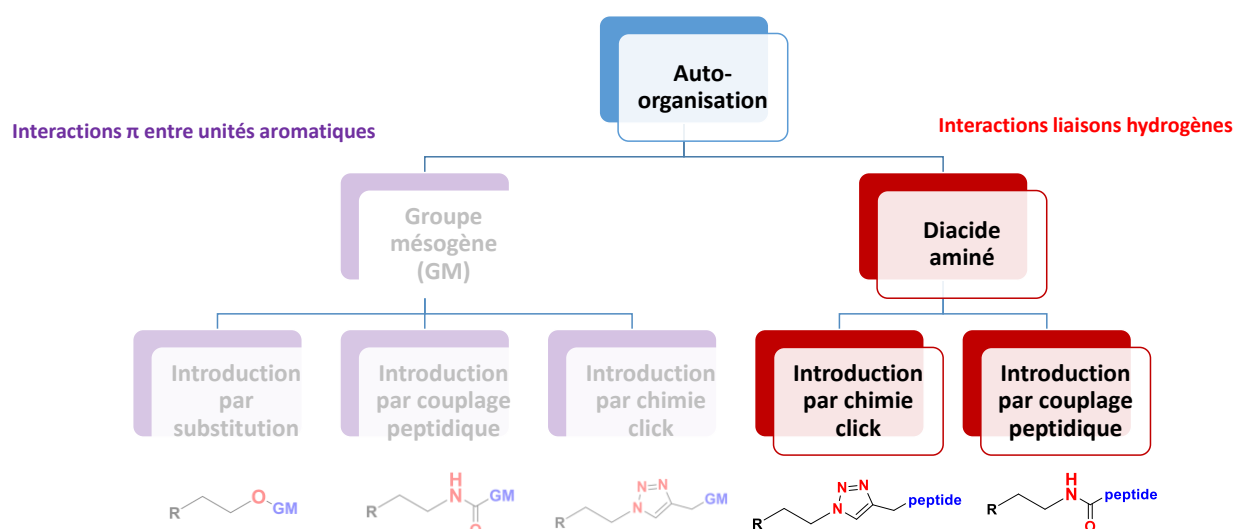 Auto-
organisation
Interactions π entre unités aromatiques
Interactions liaisons hydrogènes
Groupe
mésogène
(GM)
Diacide
aminé
Introduction
par
substitution
Introduction
par couplage
peptidique
Introduction
par chimie
click
Introduction
par chimie
click
Introduction
par couplage
peptidique
R
O
GM
R
H
N
O
GM
R
N
N
N
GM
R
N
N
N
peptide
R
H
N
O
peptide